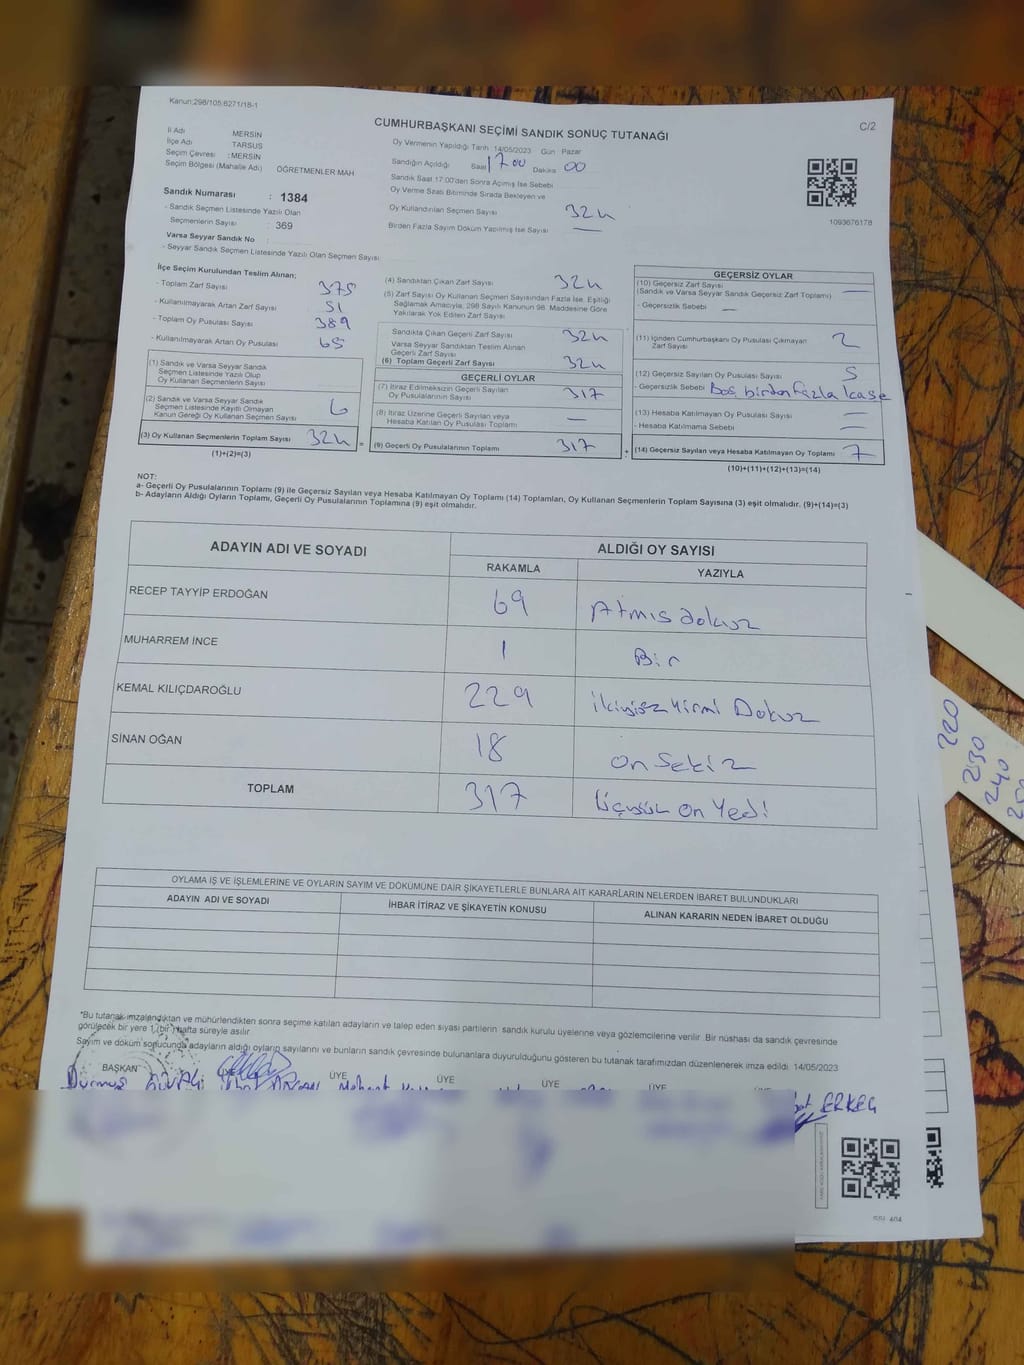 Kanun:298/105:6271/18-1
C/2
CUMHURBAŞKANI SEÇİMİ SANDIK SONUÇ TUTANAĞI
İli Adı MERSİN
İlçe Adı TARSUS
Seçim Çevresi : MERSİN
Seçim Bölgesi (Mahalle Adı) ÖĞRETMENLER MAH
Sandık Numarası : 1384
- Sandık Seçmen Listesinde Yazılı Olan
Seçmenlerin Sayısı : 369
Varsa Seyyar Sandık No :
- Seyyar Sandık Seçmen Listesinde Yazılı Olan Seçmen Sayısı:
Oy Vermenin Yapıldığı Tarih 14/05/2023 Gün Pazar
Sandığın Açıldığı Saat 17 00 Dakika 00
Sandık Saat 17:00'den Sonra Açımış İse Sebebi
Oy Verme Szati Bitiminde Sırada Bekleyen ve
Oy Kullandırılan Seçmen Sayısı 324
Birden Fazla Sayım Döküm Yapılmış İse Sayısı —
1093676178
İlçe Seçim Kurulundan Teslim Alınan;
- Toplam Zarf Sayısı 375
- Kullanılmayarak Artan Zarf Sayısı 51
- Toplam Oy Pusulası Sayısı 389
- Kullanılmayarak Artan Oy Pusulası 65
(1) Sandık ve Varsa Seyyar Sandık
Seçmen Listesinde Yazılı Olup
Oy Kullanan Seçmenlerin Sayısı
(2) Sandık ve Varsa Seyyar Sandık
Seçmen Listesinde Kayıtlı Olmayan
Kanun Gereği Oy Kullanan Seçmen Sayısı 6
(3) Oy Kullanan Seçmenlerin Toplam Sayısı 324
(1)+(2)=(3)
(4) Sandıktan Çıkan Zarf Sayısı 324
(5) Zarf Sayısı Oy Kullanan Seçmen Sayısından Fazla İse, Eşitliği
Sağlamak Amacıyla, 298 Sayılı Kanunun 98. Maddesine Göre
Yakılarak Yok Edilen Zarf Sayısı
Sandıkta Çıkan Geçerli Zarf Sayısı 324
Varsa Seyyar Sandıktan Teslim Alınan
Geçerli Zarf Sayısı
(6) Toplam Geçerli Zarf Sayısı 324
GEÇERLİ OYLAR
(7) İtiraz Edilmeksizin Geçerli Sayılan
Oy Pusulalarının Sayısı 317
(8) İtiraz Üzerine Geçerli Sayılan veya
Hesaba Katılan Oy Pusulası Toplamı —
= (9) Geçerli Oy Pusulalarının Toplamı 317
GEÇERSİZ OYLAR
(10) Geçersiz Zarf Sayısı
(Sandık ve Varsa Seyyar Sandık Geçersiz Zarf Toplamı) —
- Geçersizlik Sebebi —
(11) İçinden Cumhurbaşkanı Oy Pusulası Çıkmayan
Zarf Sayısı 2
(12) Geçersiz Sayılan Oy Pusulası Sayısı 5
- Geçersizlik Sebebi Boş, birden fazla kaşe
(13) Hesaba Katılmayan Oy Pusulası Sayısı —
- Hesaba Katılmama Sebebi —
+ (14) Geçersiz Sayılan veya Hesaba Katılmayan Oy Toplamı 7
(10)+(11)+(12)+(13)=(14)
NOT:
a- Geçerli Oy Pusulalarının Toplamı (9) ile Geçersiz Sayılan veya Hesaba Katılmayan Oy Toplamı (14) Toplamları, Oy Kullanan Seçmenlerin Toplam Sayısına (3) eşit olmalıdır. (9)+(14)=(3)
b- Adayların Aldığı Oyların Toplamı, Geçerli Oy Pusulalarının Toplamına (9) eşit olmalıdır.
ADAYIN ADI VE SOYADI ALDIĞI OY SAYISI
RAKAMLA YAZIYLA
RECEP TAYYİP ERDOĞAN 69 Atmış dokuz
MUHARREM İNCE 1 Bir
KEMAL KILIÇDAROĞLU 229 ikiyüz yirmi Dokuz
SİNAN OĞAN 18 on sekiz
TOPLAM 317 Üçyüz on Yedi
220
230
240
OYLAMA İŞ VE İŞLEMLERİNE VE OYLARIN SAYIM VE DÖKÜMÜNE DAİR ŞİKAYETLERLE BUNLARA AİT KARARLARIN NELERDEN İBARET BULUNDUKLARI
ADAYIN ADI VE SOYADI İHBAR İTİRAZ VE ŞİKAYETİN KONUSU ALINAN KARARIN NEDEN İBARET OLDUĞU
*Bu tutanak imzalandıktan ve mühürlendikten sonra seçime katılan adayların ve talep eden siyasi partilerin sandık kurulu üyelerine veya gözlemcilerine verilir. Bir nüshası da sandık çevresinde
görülecek bir yere 1 (bir) hafta süreyle asılır
Sayım ve döküm sonucunda adayların aldığı oyların sayılarını ve bunların sandık çevresinde bulunanlara duyurulduğunu gösteren bu tutanak tarafımızdan düzenlenerek imza edildi. 14/05/2023
BAŞKAN ÜYE ÜYE ÜYE ÜYE ÜYE ÜYE
Durmuş
ERKEÇ